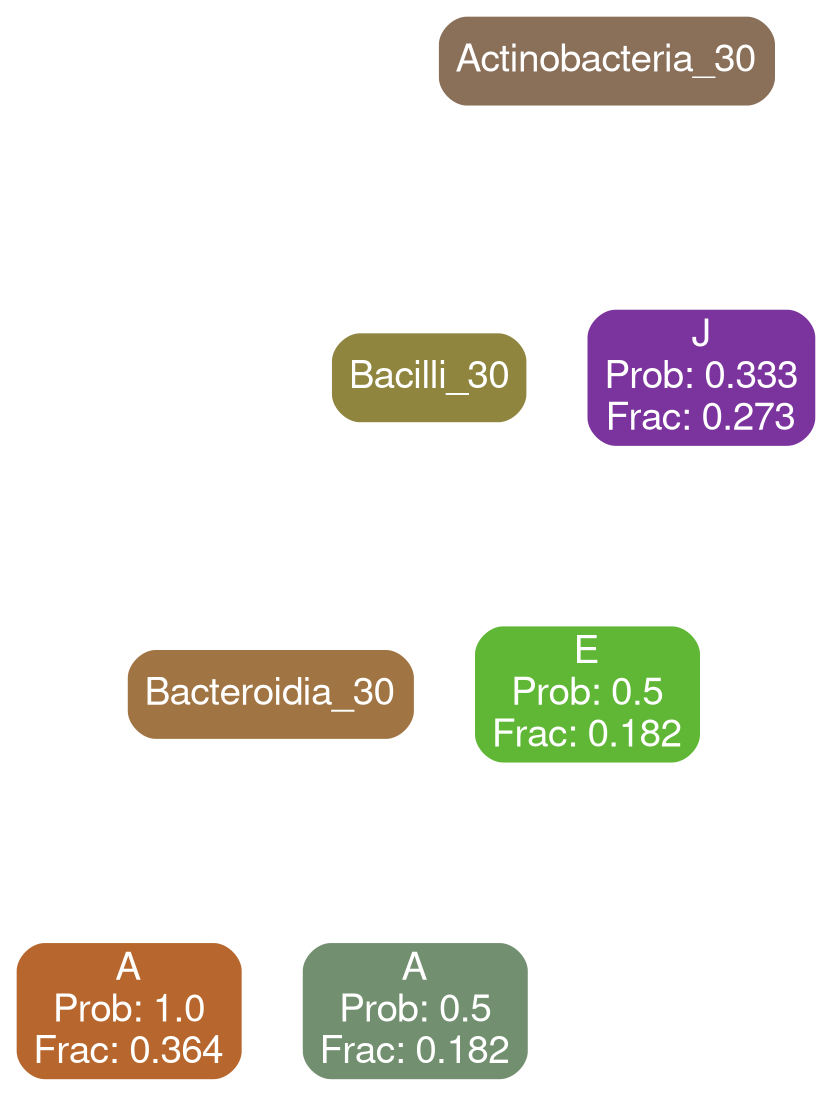 Actinobacteria_30
Bacilli_30
J
Prob: 0.333
Frac: 0.273
Bacteroidia_30
E
Prob: 0.5
Frac: 0.182
A
Prob: 1.0
Frac: 0.364
A
Prob: 0.5
Frac: 0.182